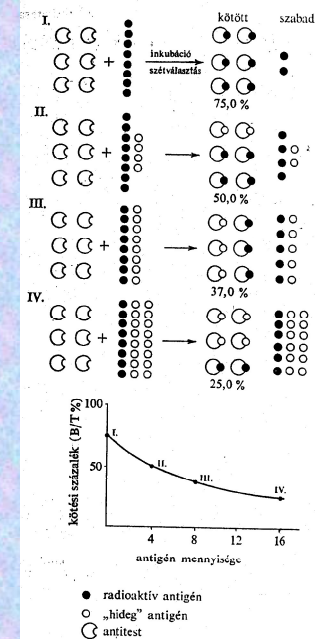 I.
kötött szabad
+
inkubáció
szétválasztás
75,0 %
II.
+
50,0 %
III.
+
37,0 %
IV.
+
25,0 %
kötési százalék (B/T%)
100
50
I.
II.
III.
IV.
4 8 12 16
antigén mennyisége
radioaktív antigén
„hideg” antigén
antitest